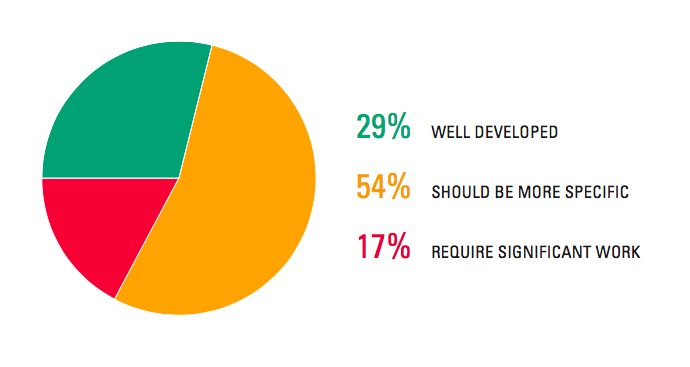 29% WELL DEVELOPED
54% SHOULD BE MORE SPECIFIC
17% REQUIRE SIGNIFICANT WORK